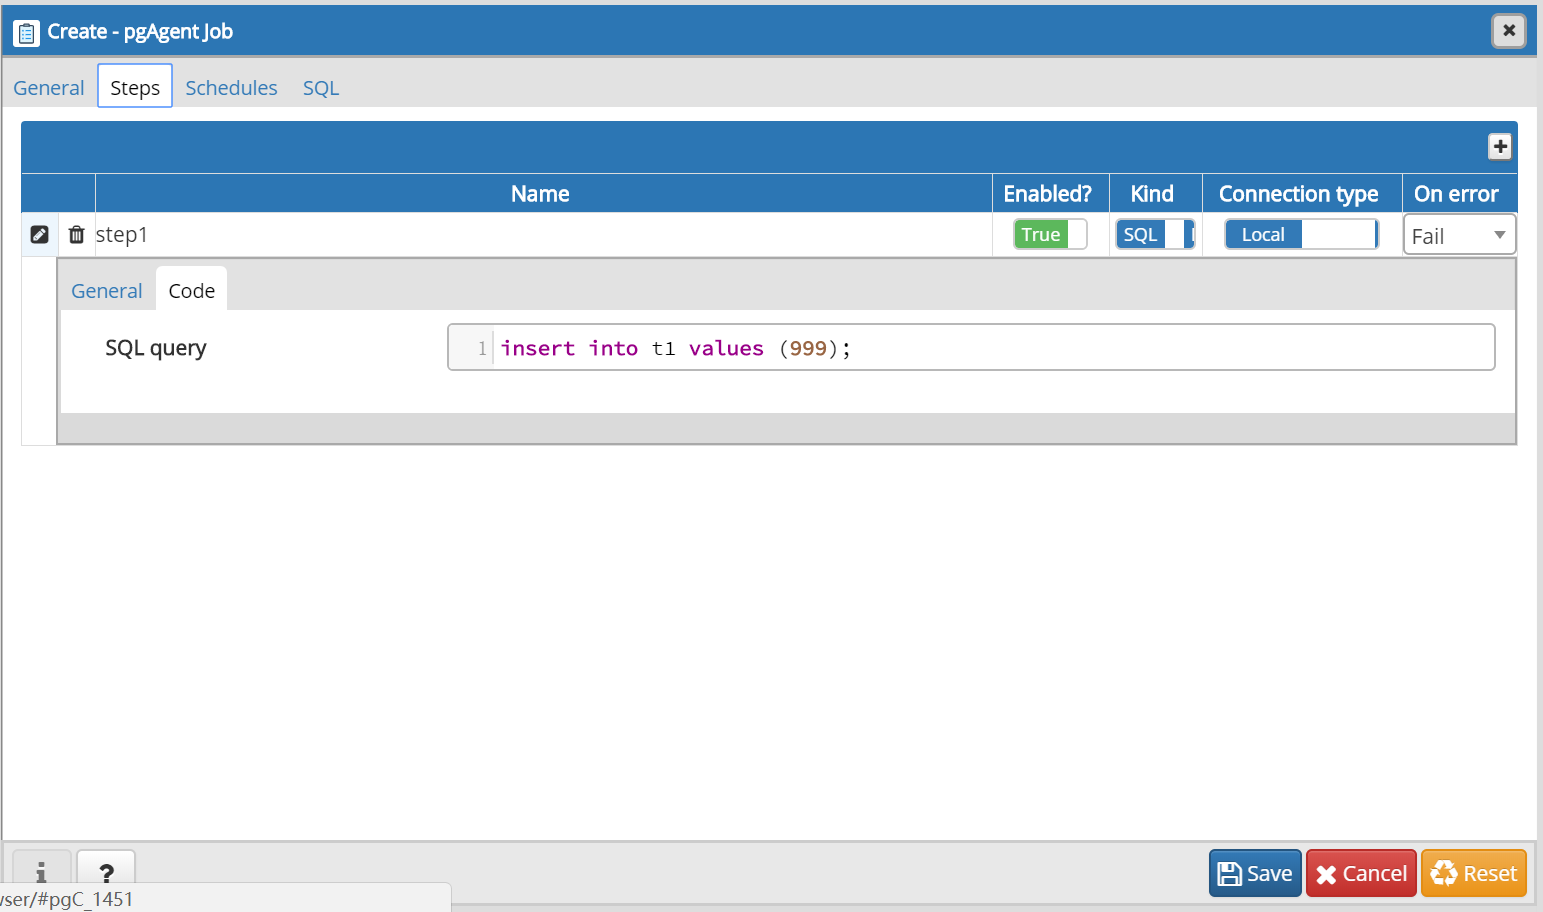 Create - pgAgent Job
General Steps Schedules SQL
Name Enabled? Kind Connection type On error
step1 True SQL Local Fail
General Code
SQL query 1 insert into t1 values (999);
Save Cancel Reset
ser/#pgC_1451